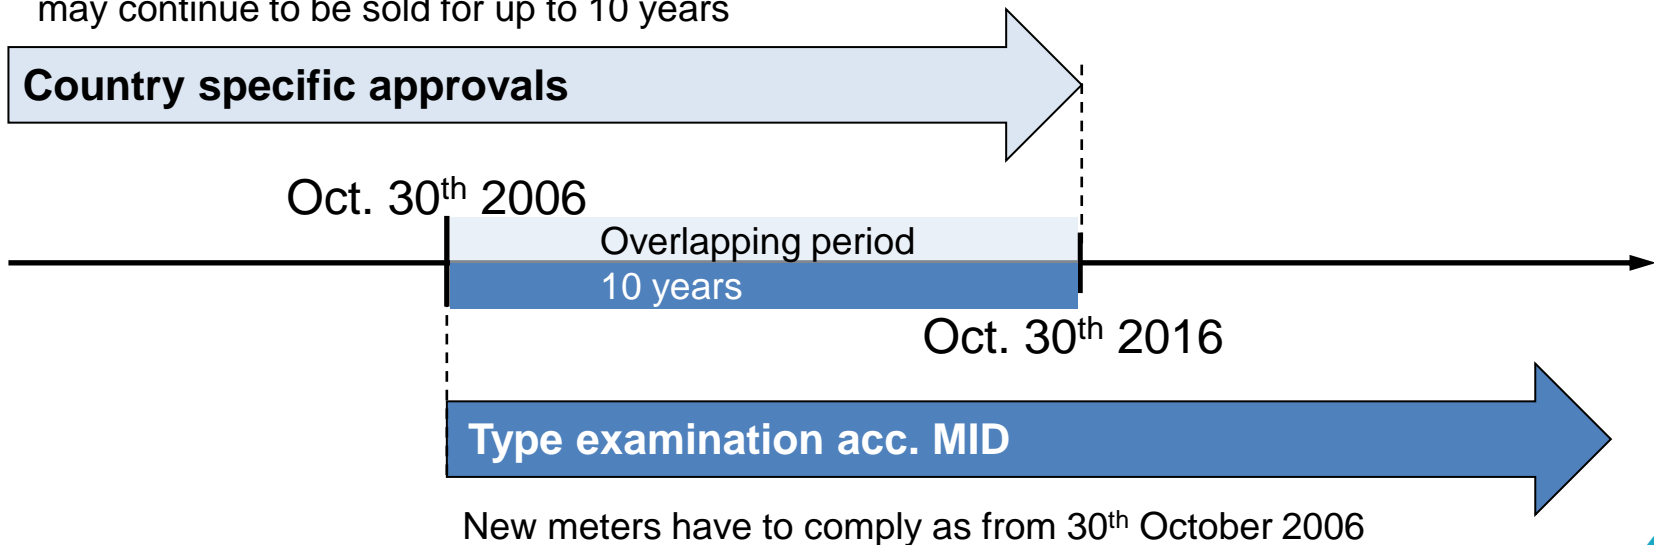 may continue to be sold for up to 10 years
Country specific approvals
Oct. 30th 2006
Overlapping period
10 years
Oct. 30th 2016
Type examination acc. MID
New meters have to comply as from 30th October 2006